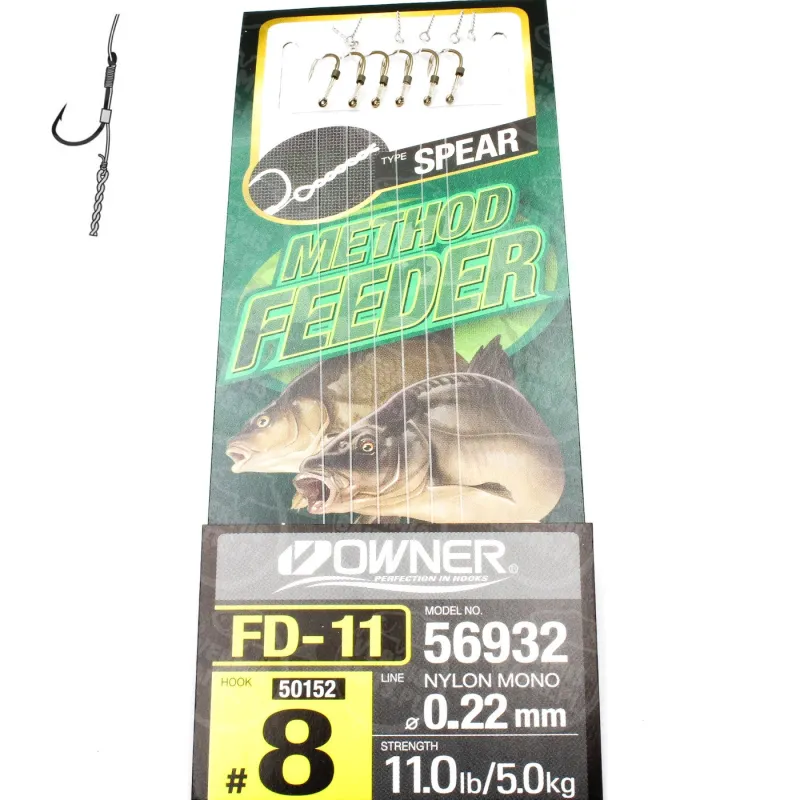 TYPE SPEAR
METHOD
FEEDER
OWNER®
PERFECTION IN HOOKS
FD-11
MODEL NO.
56932
HOOK 50152
#8
LINE NYLON MONO
ø 0.22 mm
STRENGTH
11.0lb/5.0kg